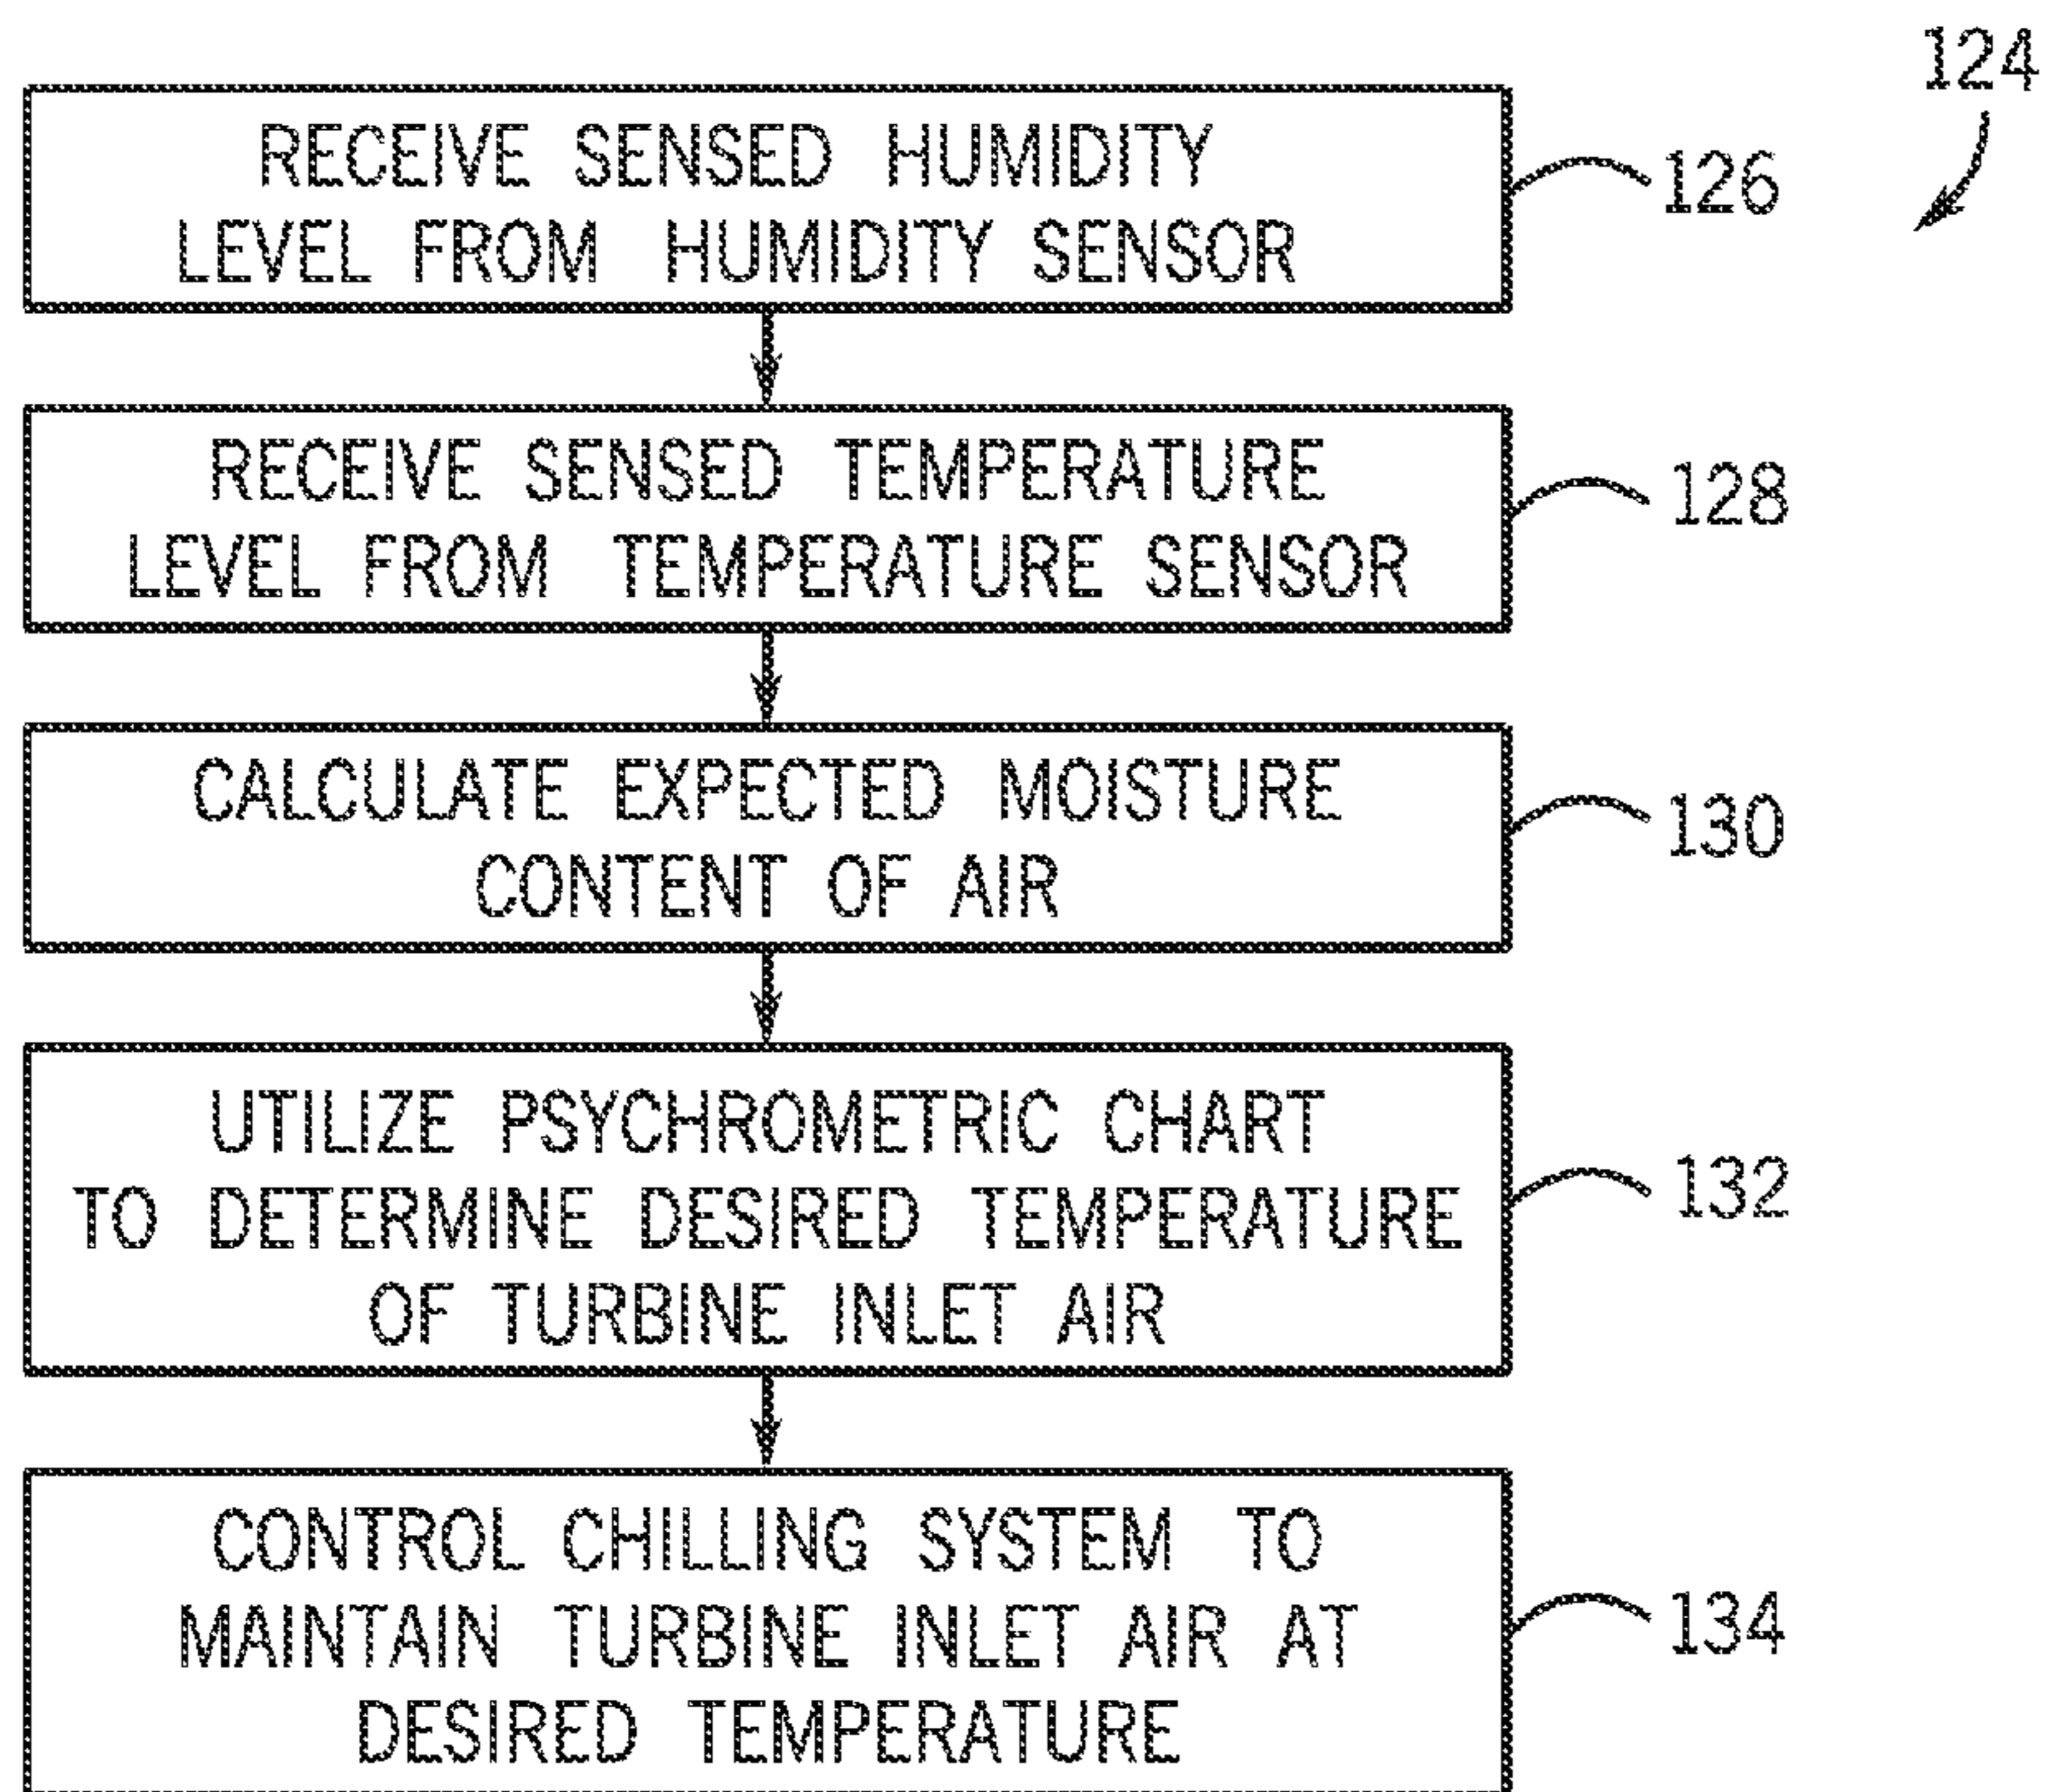 124
RECEIVE SENSED HUMIDITY
LEVEL FROM HUMIDITY SENSOR
126
RECEIVE SENSED TEMPERATURE
LEVEL FROM TEMPERATURE SENSOR
128
CALCULATE EXPECTED MOISTURE
CONTENT OF AIR
130
UTILIZE PSYCHROMETRIC CHART
TO DETERMINE DESIRED TEMPERATURE
OF TURBINE INLET AIR
132
CONTROL CHILLING SYSTEM TO
MAINTAIN TURBINE INLET AIR AT
DESIRED TEMPERATURE
134